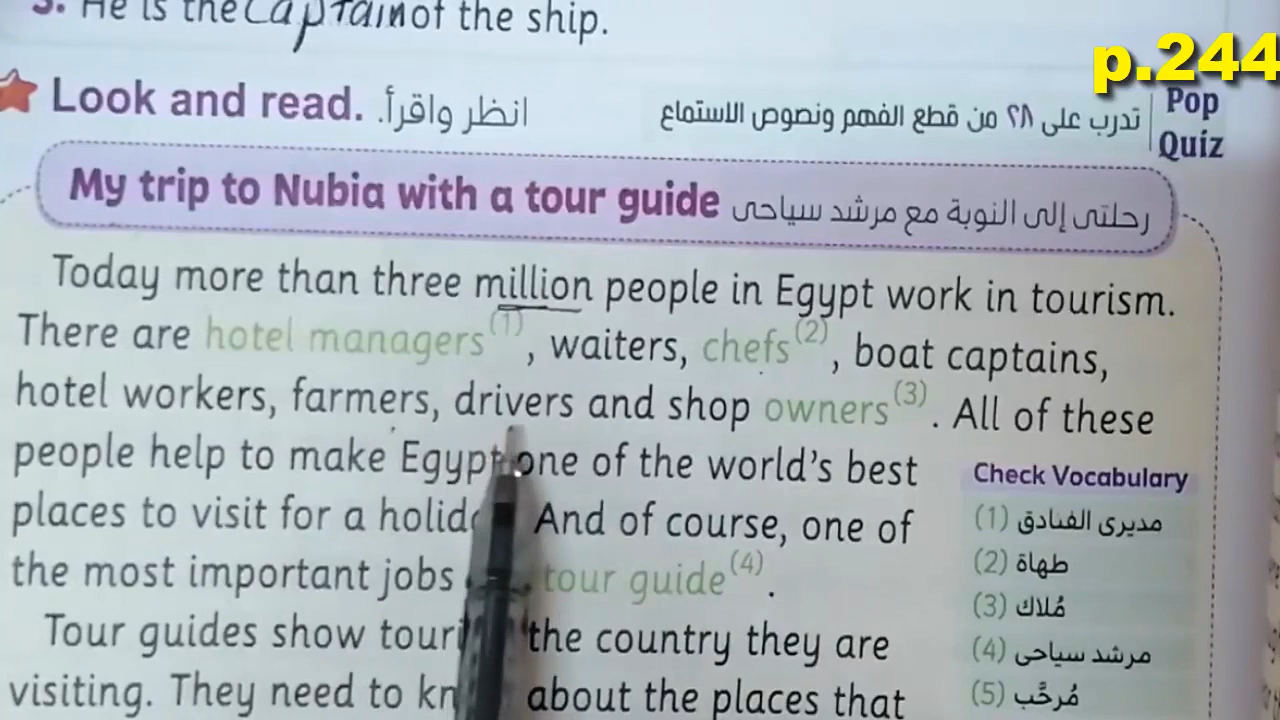 3. He is the Captain of the ship.
p.244
Look and read. انظر واقرأ.
تدرب على ٢٨ من قطع الفهم ونصوص الاستماع
Pop
Quiz
My trip to Nubia with a tour guide رحلتى إلى النوبة مع مرشد سياحى
Today more than three million people in Egypt work in tourism.
There are hotel managers(1), waiters, chefs(2), boat captains,
hotel workers, farmers, drivers and shop owners(3). All of these
people help to make Egypt one of the world's best
places to visit for a And of course, one of
the most important jobs tour guide(4).
Tour guides show the country they are
visiting. They need to about the places that
Check Vocabulary
(1) مديرى الفنادق
(2) طهاة
(3) مُلاك
(4) مرشد سياحى
(5) مُرحَّب